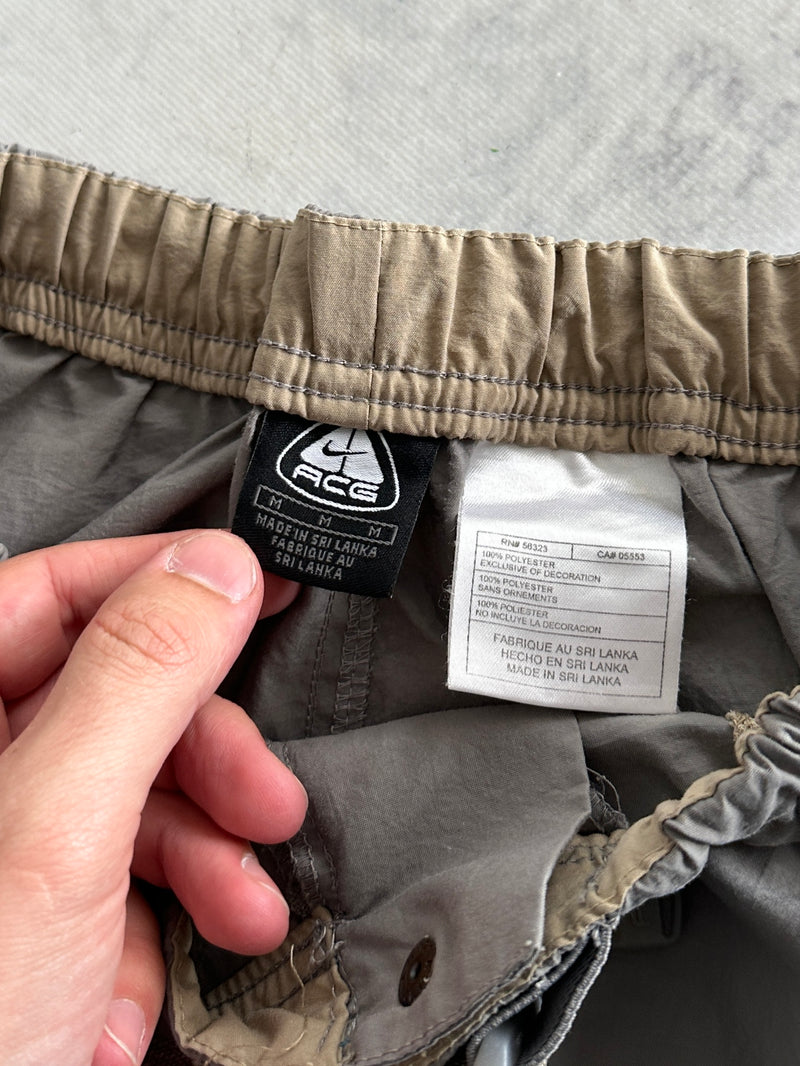 ACG
M M M
MADE IN SRI LANKA
FABRIQUE AU
SRI LANKA
RN# 56323 CA# 05553
100% POLYESTER
EXCLUSIVE OF DECORATION
100% POLYESTER
SANS ORNEMENTS
100% POLIESTER
NO INCLUYE LA DECORACION
FABRIQUE AU SRI LANKA
HECHO EN SRI LANKA
MADE IN SRI LANKA